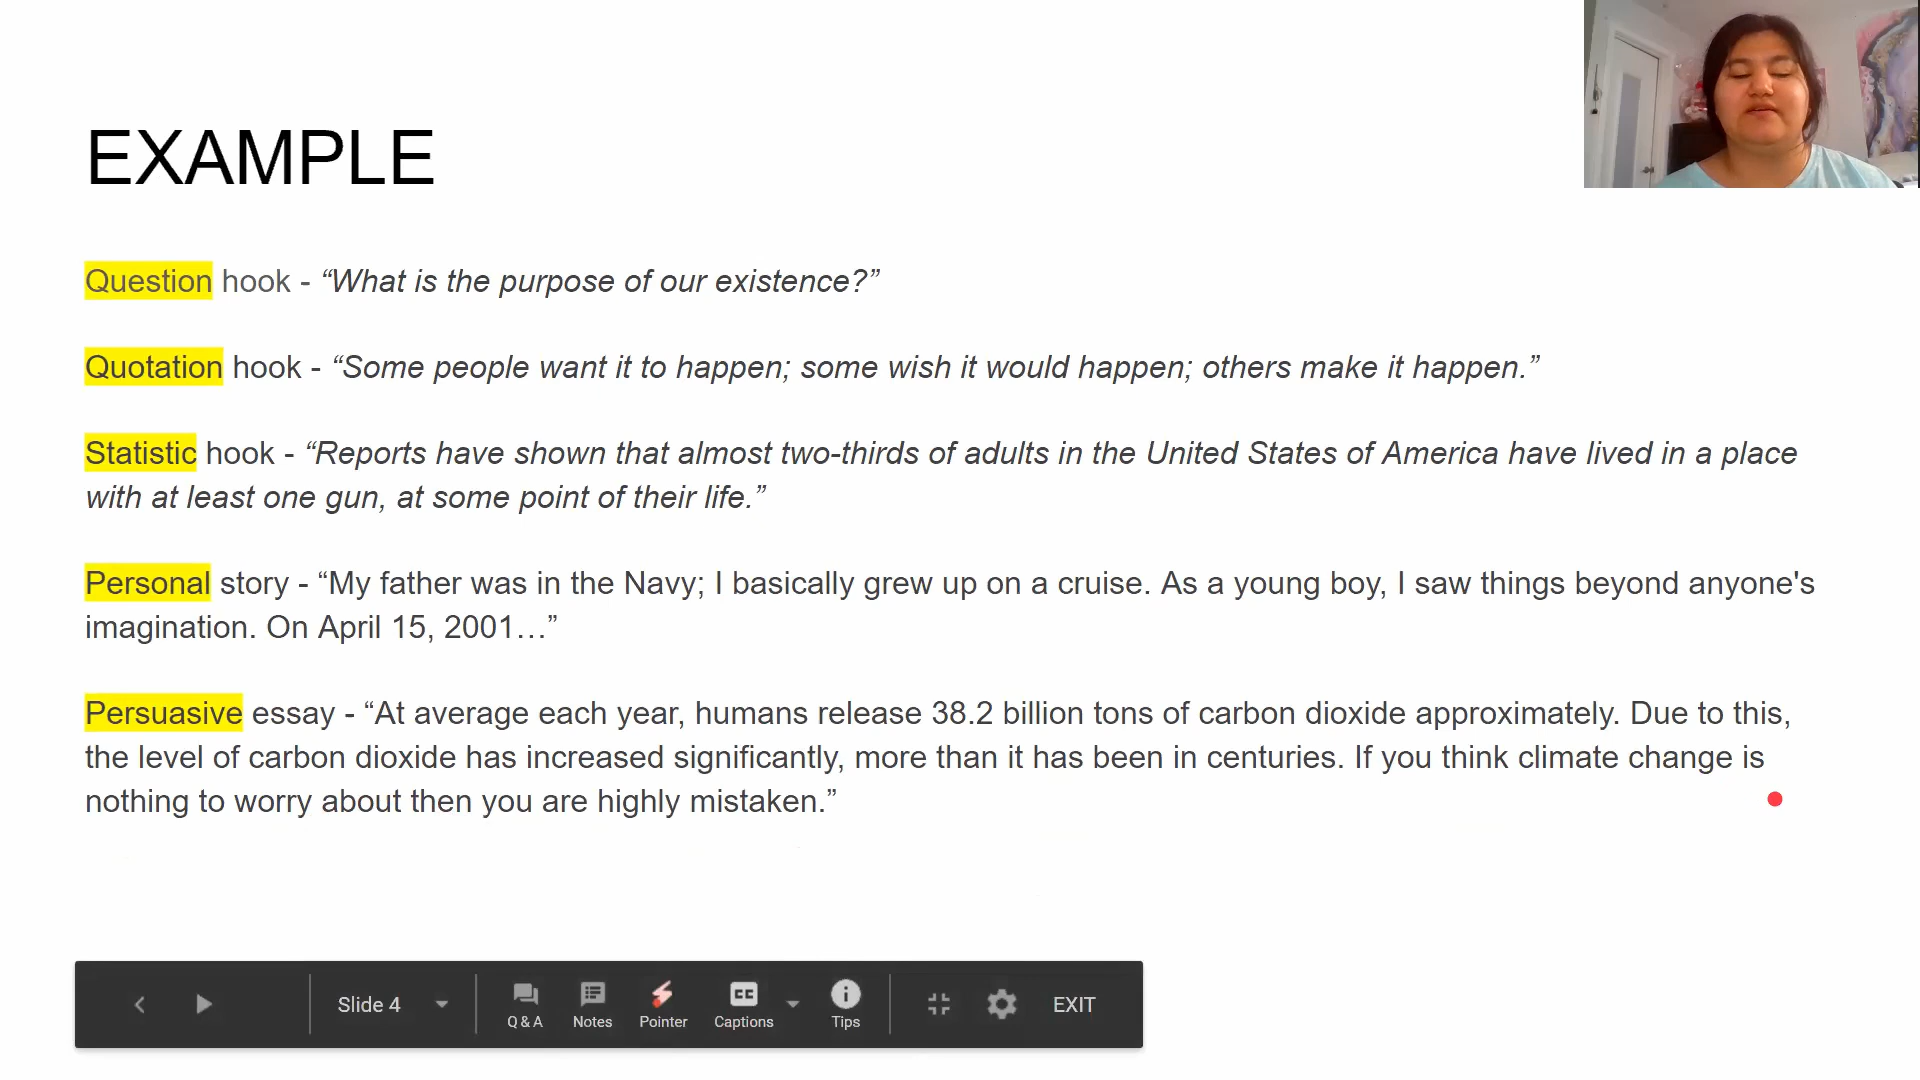 EXAMPLE
Question hook - “What is the purpose of our existence?”
Quotation hook - “Some people want it to happen; some wish it would happen; others make it happen.”
Statistic hook - “Reports have shown that almost two-thirds of adults in the United States of America have lived in a place
with at least one gun, at some point of their life.”
Personal story - “My father was in the Navy; I basically grew up on a cruise. As a young boy, I saw things beyond anyone's
imagination. On April 15, 2001…”
Persuasive essay - “At average each year, humans release 38.2 billion tons of carbon dioxide approximately. Due to this,
the level of carbon dioxide has increased significantly, more than it has been in centuries. If you think climate change is
nothing to worry about then you are highly mistaken.”
Slide 4
Q & A
Notes
Pointer
CC
Captions
Tips
EXIT